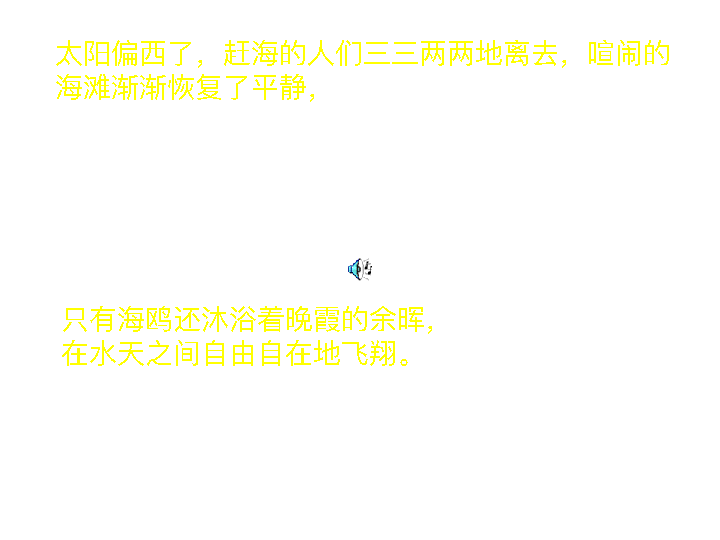 太阳偏西了，赶海的人们三三两两地离去，喧闹的
海滩渐渐恢复了平静，
只有海鸥还沐浴着晚霞的余晖，
在水天之间自由自在地飞翔。